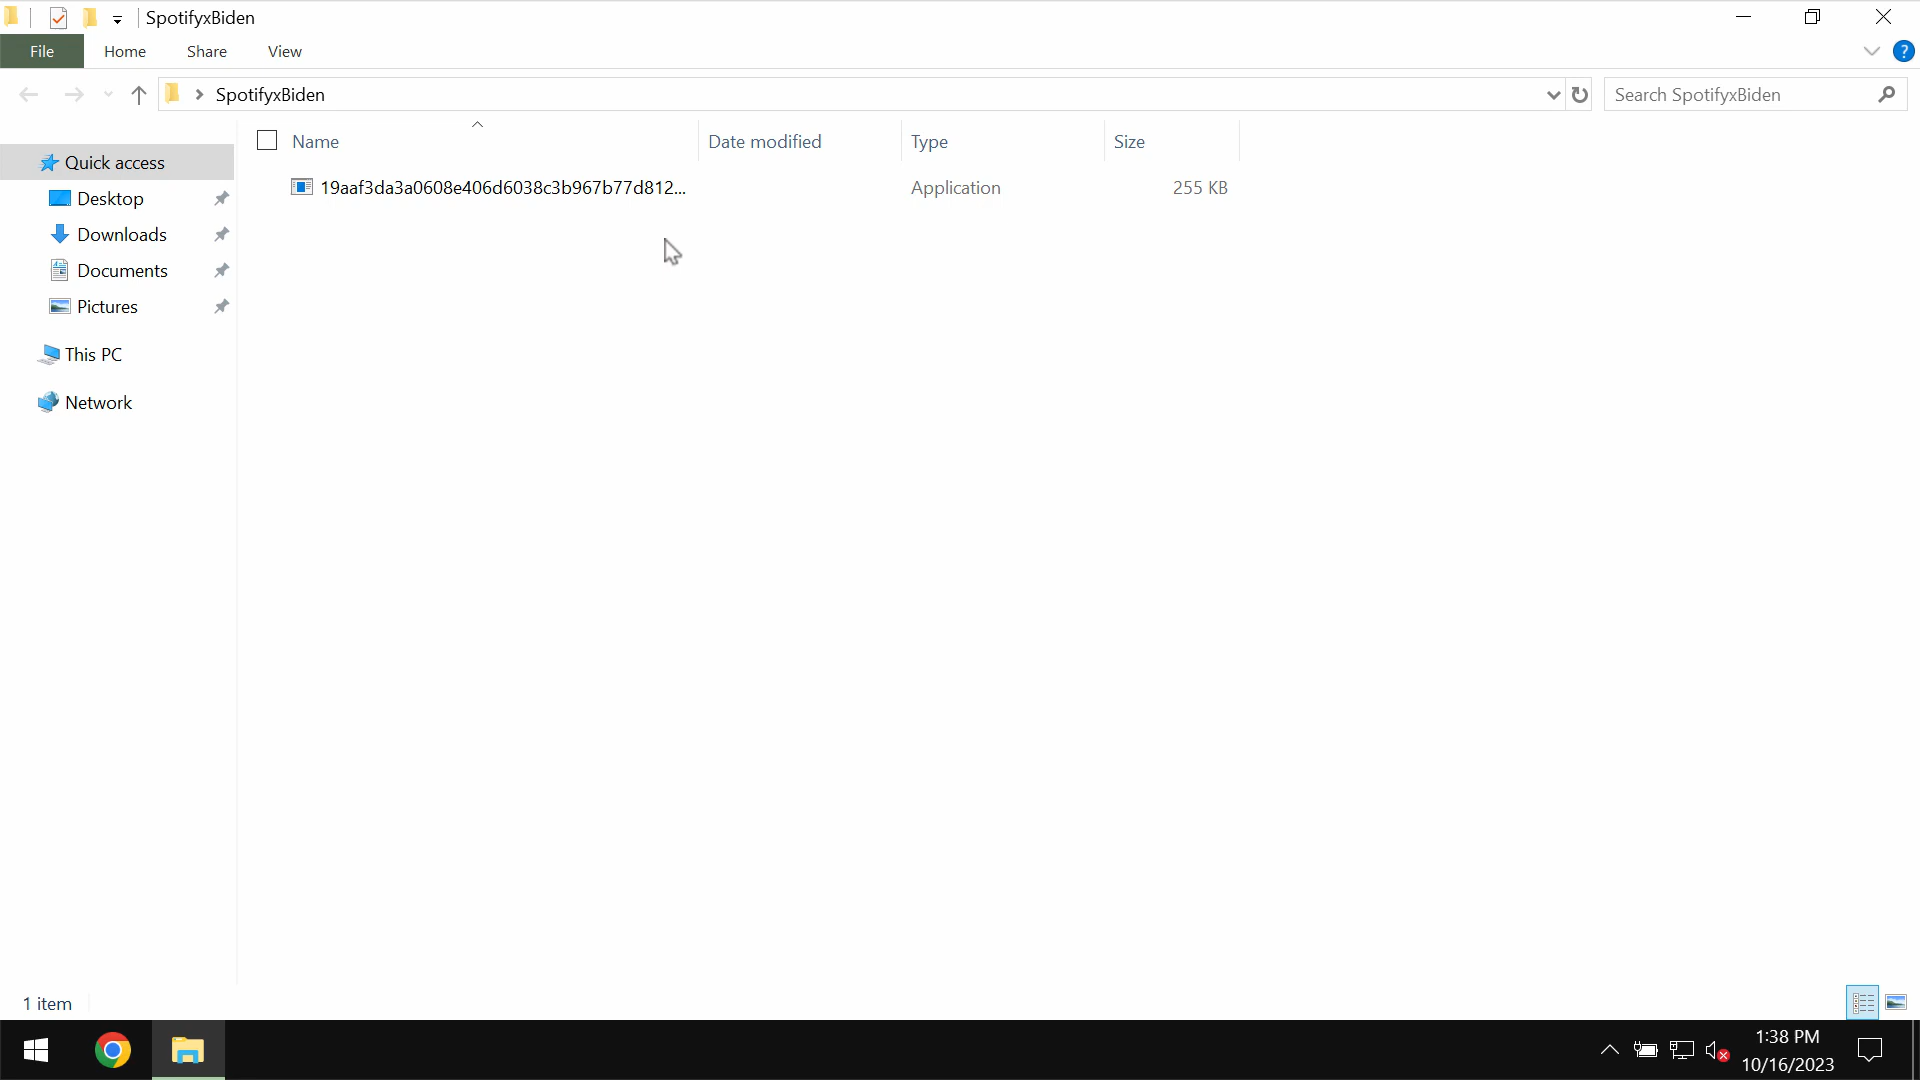 SpotifyxBiden
File Home Share View
?
SpotifyxBiden
Search SpotifyxBiden
Name Date modified Type Size
19aaf3da3a0608e406d6038c3b967b77d812... Application 255 KB
Quick access
Desktop
Downloads
Documents
Pictures
This PC
Network
1 item
1:38 PM
10/16/2023